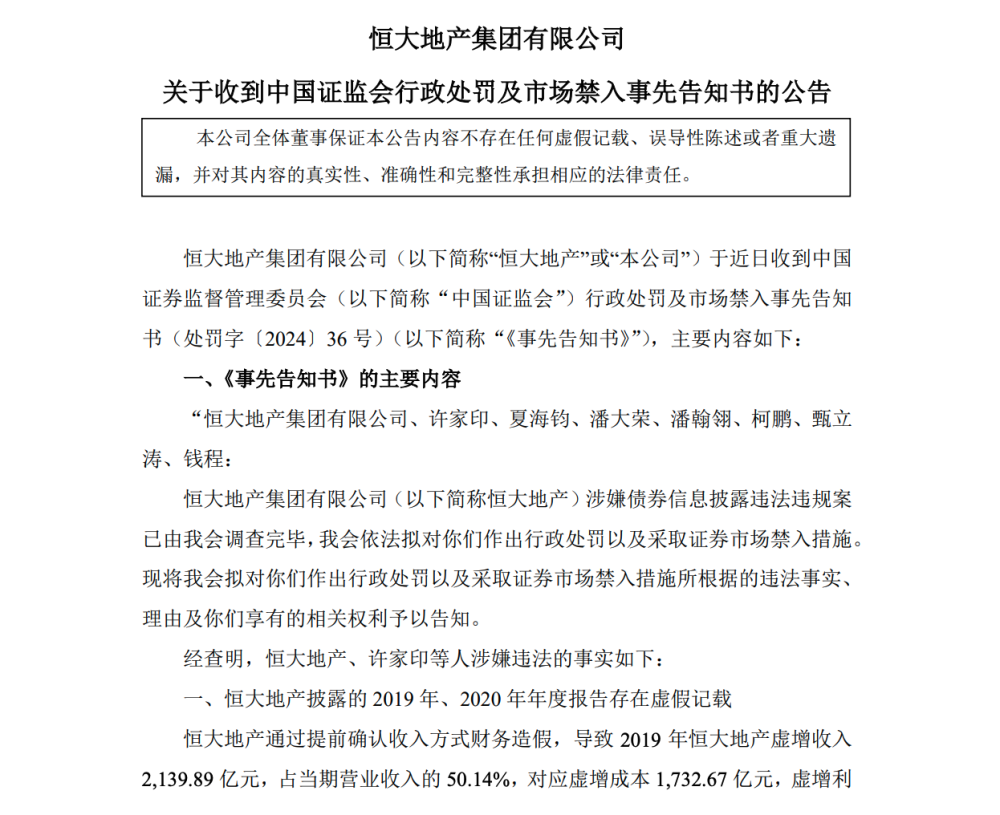 恒大地产集团有限公司
关于收到中国证监会行政处罚及市场禁入事先告知书的公告
本公司全体董事保证本公告内容不存在任何虚假记载、误导性陈述或者重大遗
漏，并对其内容的真实性、准确性和完整性承担相应的法律责任。
恒大地产集团有限公司（以下简称“恒大地产”或“本公司”）于近日收到中国
证券监督管理委员会（以下简称“中国证监会”）行政处罚及市场禁入事先告知
书（处罚字〔2024〕36 号）（以下简称“《事先告知书》”），主要内容如下：
一、《事先告知书》的主要内容
“恒大地产集团有限公司、许家印、夏海钧、潘大荣、潘翰翎、柯鹏、甄立
涛、钱程：
恒大地产集团有限公司（以下简称恒大地产）涉嫌债券信息披露违法违规案
已由我会调查完毕，我会依法拟对你们作出行政处罚以及采取证券市场禁入措施。
现将我会拟对你们作出行政处罚以及采取证券市场禁入措施所根据的违法事实、
理由及你们享有的相关权利予以告知。
经查明，恒大地产、许家印等人涉嫌违法的事实如下：
一、恒大地产披露的 2019 年、2020 年年度报告存在虚假记载
恒大地产通过提前确认收入方式财务造假，导致 2019 年恒大地产虚增收入
2,139.89 亿元，占当期营业收入的 50.14%，对应虚增成本 1,732.67 亿元，虚增利